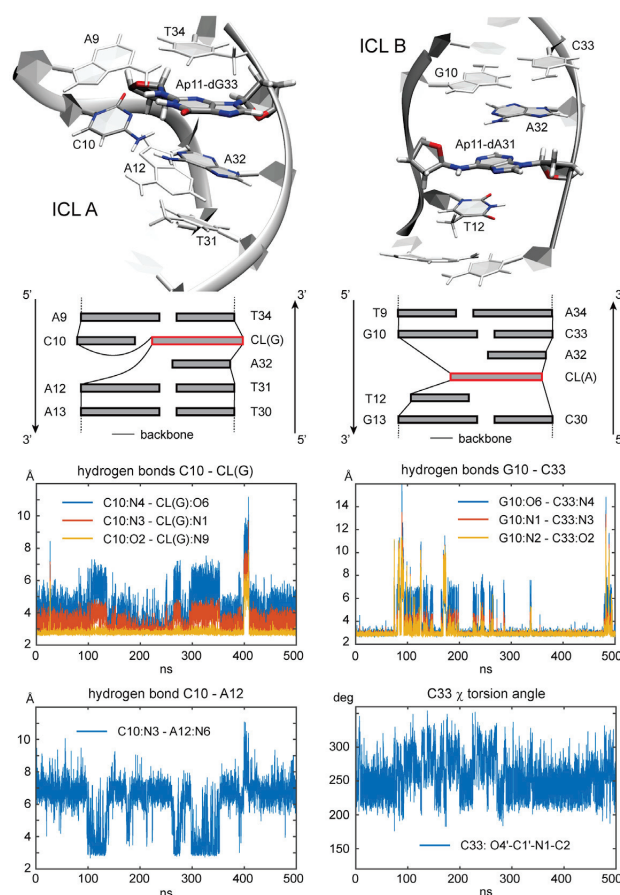 A9
T34
Ap11-dG33
C10
A12
A32
ICL A
T31
ICL B
C33
G10
A32
Ap11-dA31
T12
5'
3'
A9
T34
C10
CL(G)
A32
A12
T31
A13
T30
3'
backbone
5'
5'
3'
T9
A34
G10
C33
A32
CL(A)
T12
G13
C30
3'
backbone
5'
Å
hydrogen bonds C10 - CL(G)
C10:N4 - CL(G):O6
C10:N3 - CL(G):N1
C10:O2 - CL(G):N9
10
8
6
4
2
0 100 200 300 400 500
ns
Å
hydrogen bonds G10 - C33
G10:O6 - C33:N4
G10:N1 - C33:N3
G10:N2 - C33:O2
14
12
10
8
6
4
2
0 100 200 300 400 500
ns
Å
hydrogen bond C10 - A12
C10:N3 - A12:N6
10
8
6
4
2
0 100 200 300 400 500
ns
deg
C33 χ torsion angle
300
250
200
150
C33: O4'-C1'-N1-C2
0 100 200 300 400 500
ns